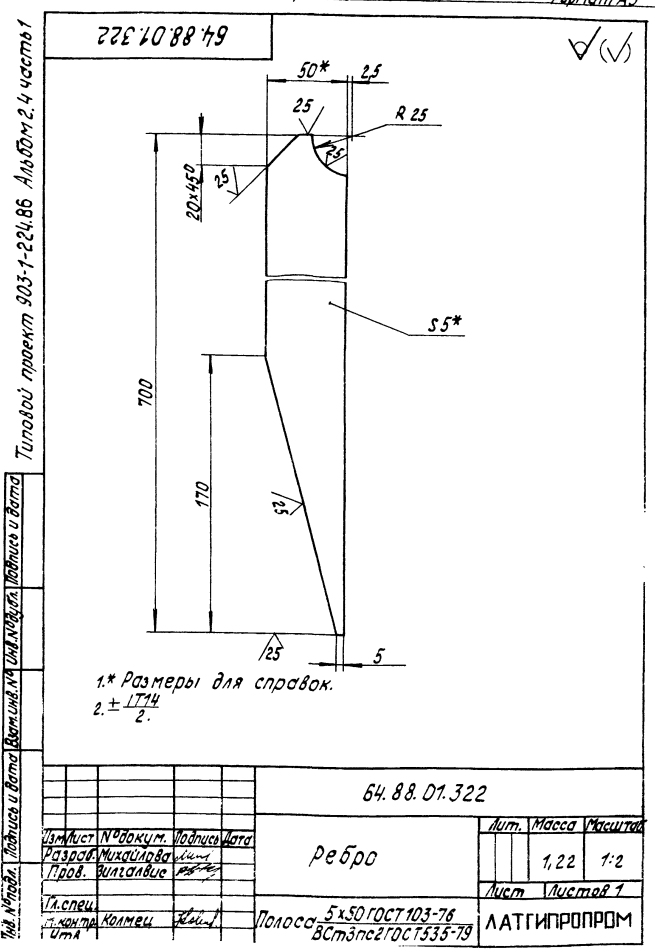 Формат А3
64.88.01.322
(√)
50*
2,5
25
R 25
25
25
20×45°
S 5*
700
170
25
25
5
1.* Размеры для справок.
2. ± IT14
2.
Типовой проект 903-1-224.86 Альбом 2.4 часть 1
Инв. № подл.
Подпись и дата
Взам. инв. №
Инв. № дубл.
Подпись и дата
64.88.01.322
Изм Лист № докум. Подпись Дата
Разраб. Михайлова
Пров. Зилгалвис
Гл. спец.
Н. контр. Колмец
Утв
Ребро
Лит. Масса Масштаб
1,22 1:2
Лист Листов 1
Полоса 5×50 ГОСТ 103-76
ВСт3пс2 ГОСТ 535-79
ЛАТГИПРОПРОМ